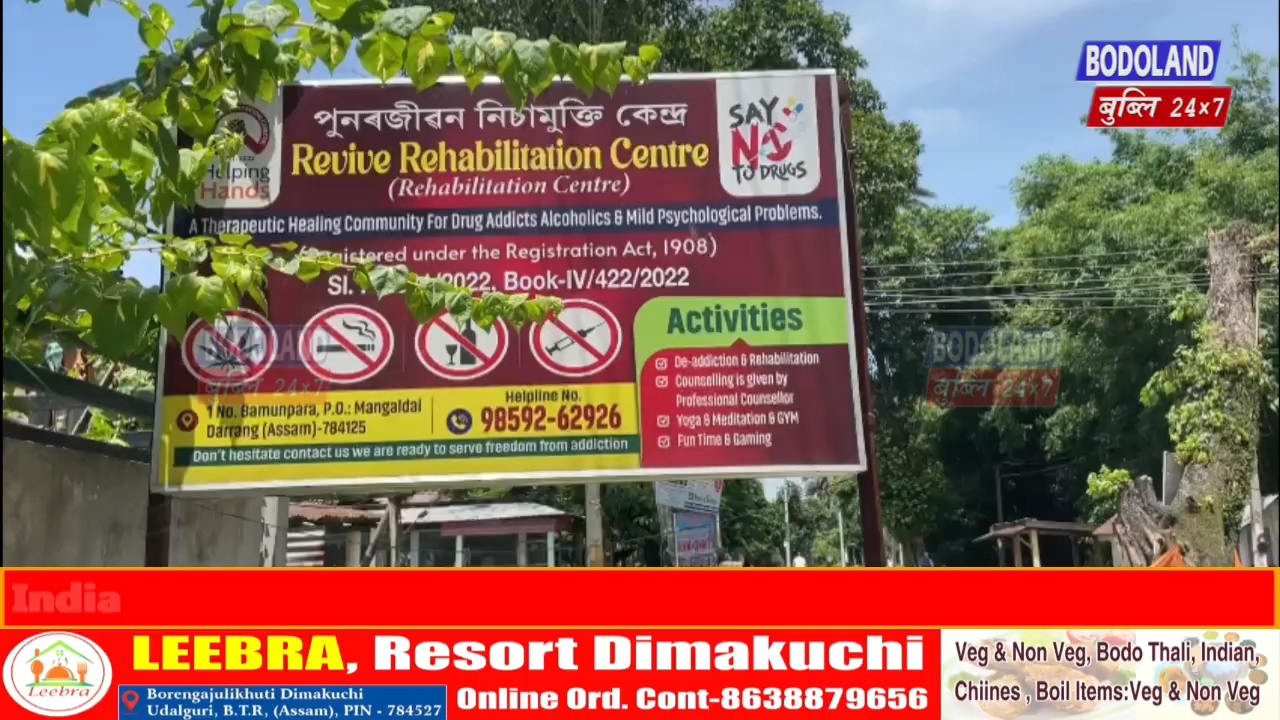 BODOLAND
बुब्लि 24×7
Helping
Hands
পুনৰজীৱন নিচামুক্তি কেন্দ্ৰ
Revive Rehabilitation Centre
(Rehabilitation Centre)
SAY
NO
TO DRUGS
A Therapeutic Healing Community For Drug Addicts Alcoholics & Mild Psychological Problems.
(Registered under the Registration Act, 1908)
Sl. /2022, Book-IV/422/2022
Activities
De-addiction & Rehabilitation
Counselling is given by
Professional Counsellor
Yoga & Meditation & GYM
Fun Time & Gaming
1 No. Bamunpara, P.O.: Mangaldai
Darrang (Assam)-784125
Helpline No.
98592-62926
Don't hesitate contact us we are ready to serve freedom from addiction
BODOLAND
बुब्लि 24×7
BODOLAND
बुब्लि 24×7
India
Leebra
LEEBRA, Resort Dimakuchi
Borengajulikhuti Dimakuchi
Udalguri, B.T.R, (Assam), PIN - 784527
Online Ord. Cont-8638879656
Veg & Non Veg, Bodo Thali, Indian,
Chiines , Boil Items:Veg & Non Veg